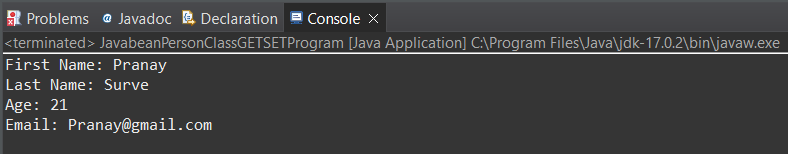 Problems @ Javadoc Declaration Console
<terminated> JavabeanPersonClassGETSETProgram [Java Application] C:\Program Files\Java\jdk-17.0.2\bin\javaw.exe
First Name: Pranay
Last Name: Surve
Age: 21
Email: Pranay@gmail.com